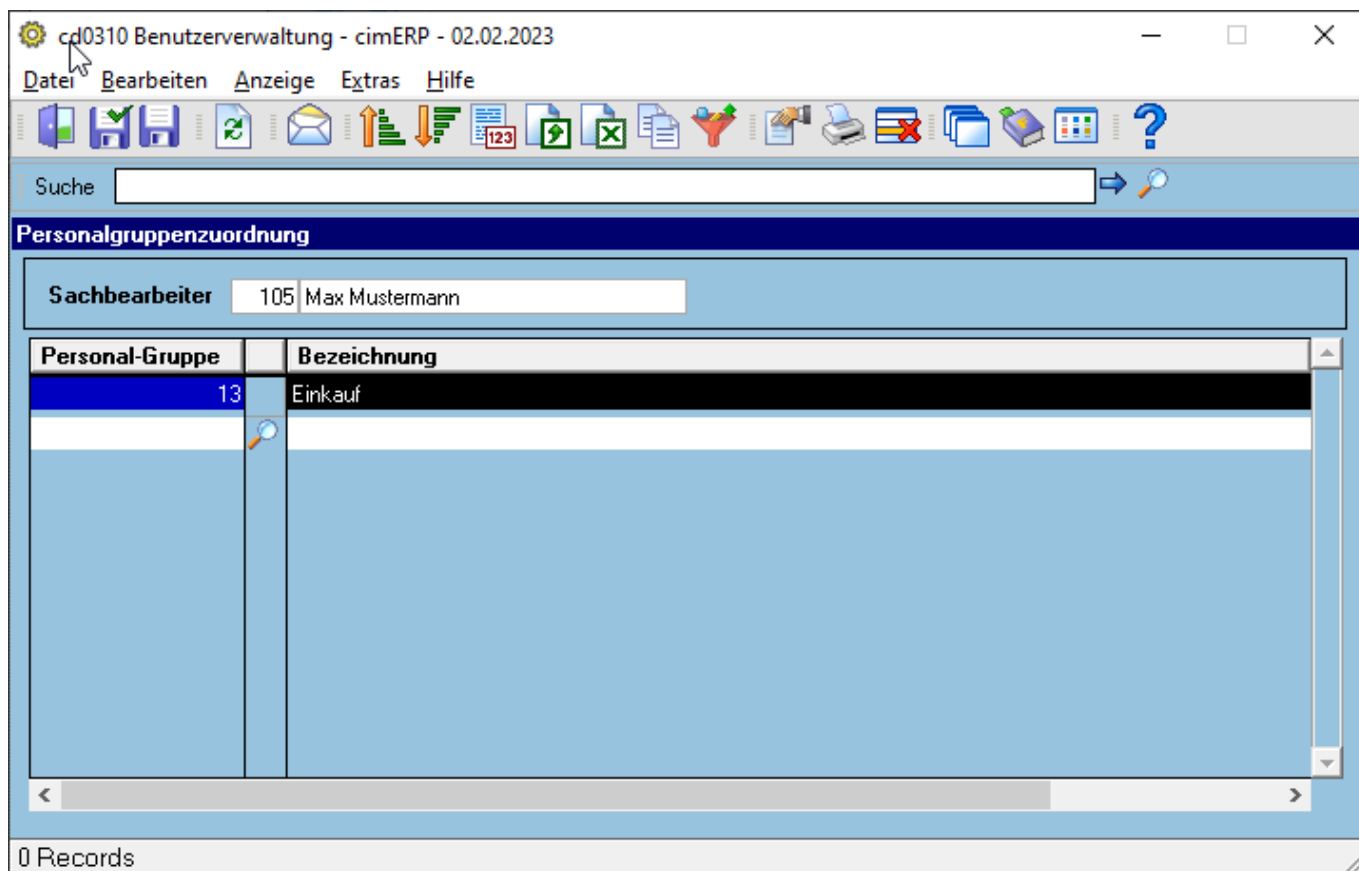 cd0310 Benutzerverwaltung - cimERP - 02.02.2023
Datei Bearbeiten Anzeige Extras Hilfe
123
Suche
Personalgruppenzuordnung
Sachbearbeiter 105 Max Mustermann
Personal-Gruppe Bezeichnung
13 Einkauf
0 Records